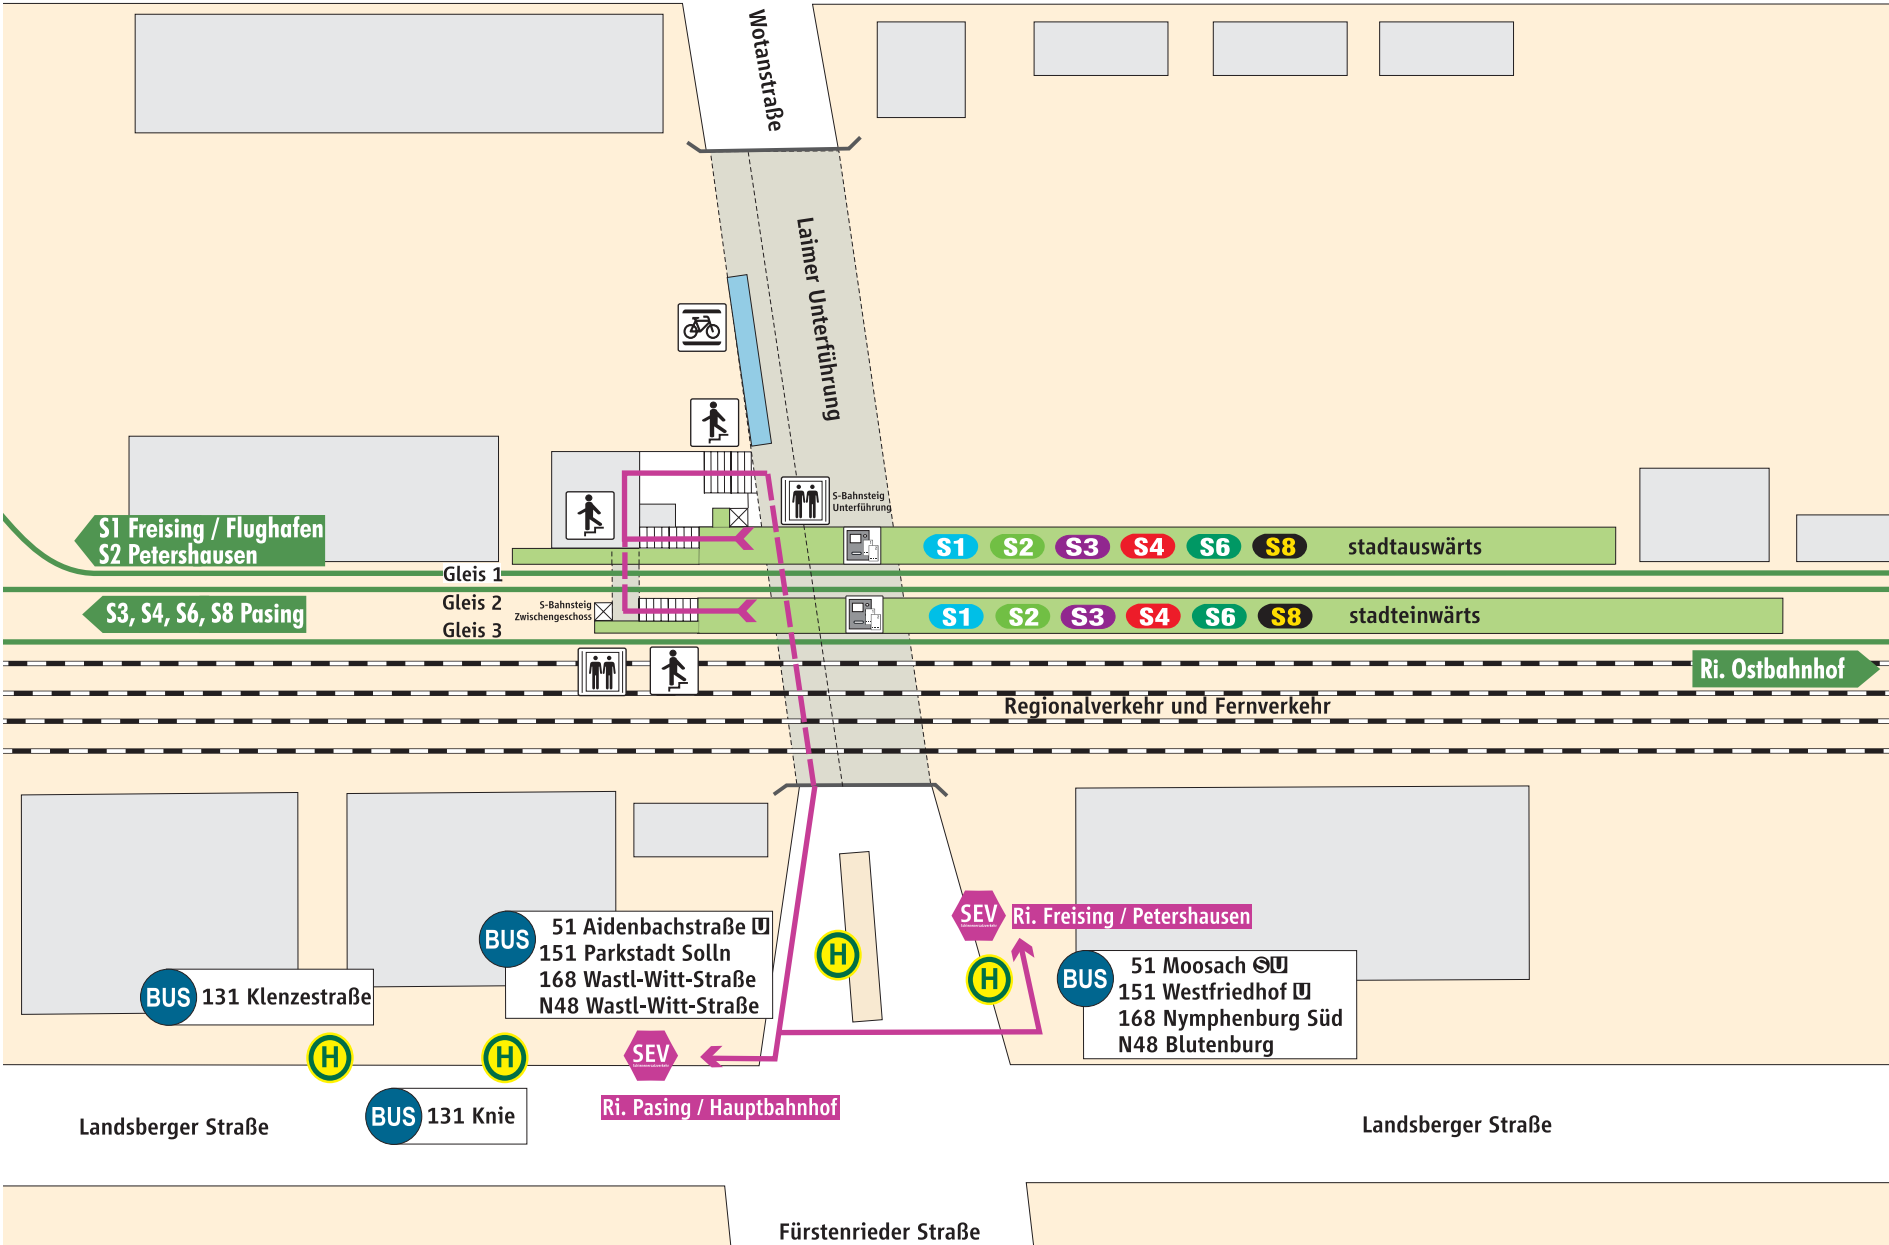 Wotanstraße
Laimer Unterführung
S-Bahnsteig
Unterführung
S1 Freising / Flughafen
S2 Petershausen
S1 S2 S3 S4 S6 S8 stadtauswärts
Gleis 1
Gleis 2
Gleis 3
S3, S4, S6, S8 Pasing
S-Bahnsteig
Zwischengeschoss
S1 S2 S3 S4 S6 S8 stadteinwärts
Ri. Ostbahnhof
Regionalverkehr und Fernverkehr
SEV
Ri. Freising / Petershausen
BUS
51 Aidenbachstraße U
151 Parkstadt Solln
168 Wastl-Witt-Straße
N48 Wastl-Witt-Straße
H
H
BUS
51 Moosach S U
151 Westfriedhof U
168 Nymphenburg Süd
N48 Blutenburg
BUS 131 Klenzestraße
H
H
SEV
Ri. Pasing / Hauptbahnhof
BUS 131 Knie
Landsberger Straße
Landsberger Straße
Fürstenrieder Straße